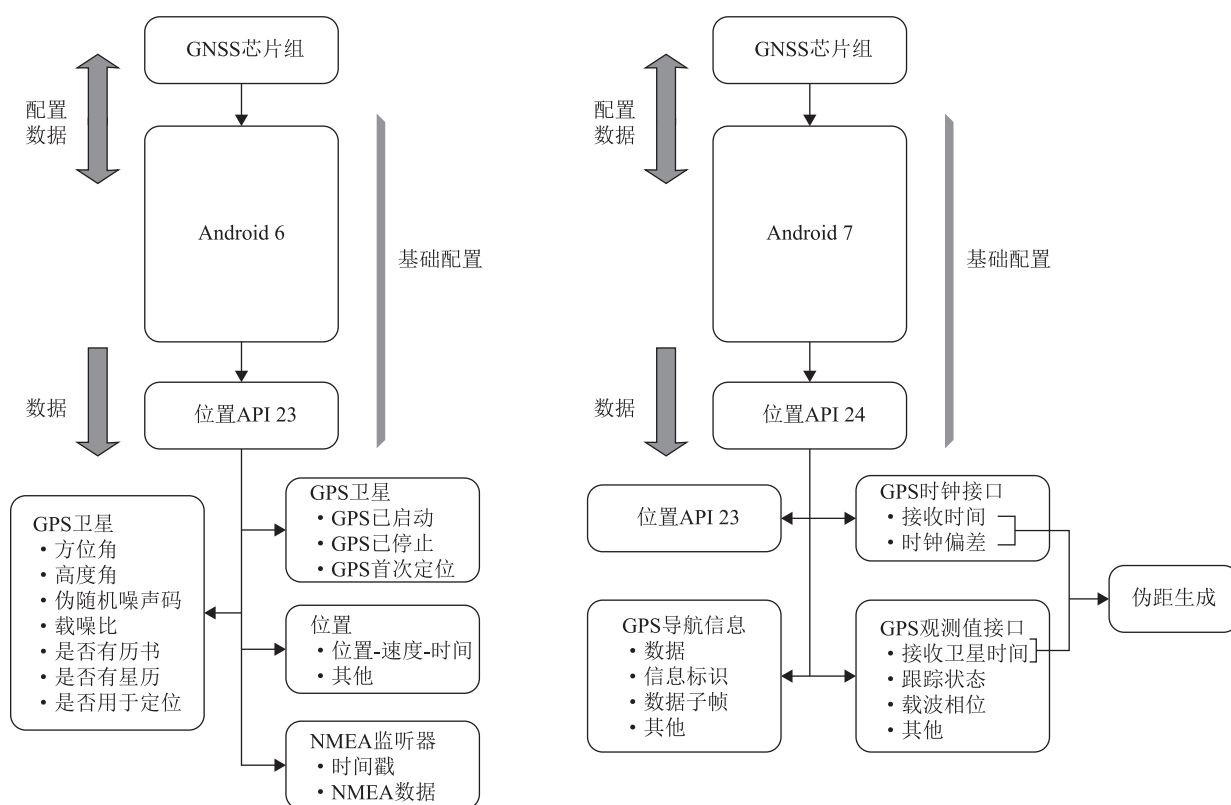 GNSS芯片组
配置
数据
Android 6
基础配置
数据
位置API 23
GPS卫星
• GPS已启动
• GPS已停止
• GPS首次定位
GPS卫星
• 方位角
• 高度角
• 伪随机噪声码
• 载噪比
• 是否有历书
• 是否有星历
• 是否用于定位
位置
• 位置-速度-时间
• 其他
NMEA监听器
• 时间戳
• NMEA数据
GNSS芯片组
配置
数据
Android 7
基础配置
数据
位置API 24
位置API 23
GPS时钟接口
• 接收时间
• 时钟偏差
伪距生成
GPS导航信息
• 数据
• 信息标识
• 数据子帧
• 其他
GPS观测值接口
• 接收卫星时间
• 跟踪状态
• 载波相位
• 其他